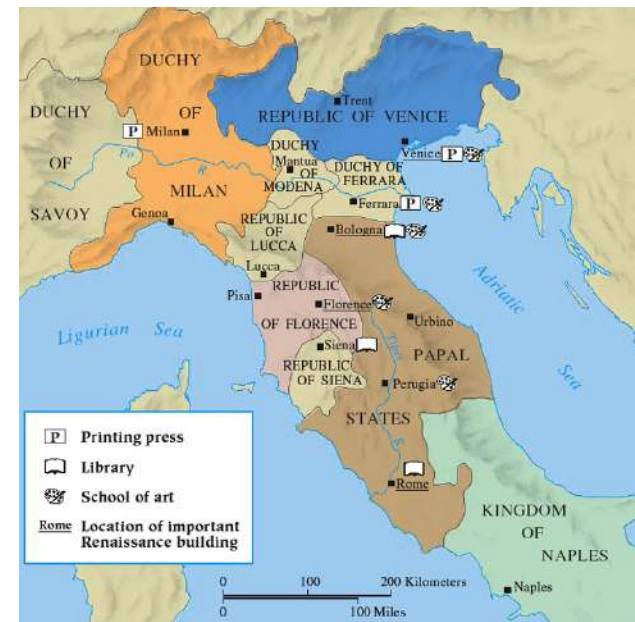 DUCHY
OF
MILAN
DUCHY
OF
SAVOY
P
Milan
Po
R.
Genoa
REPUBLIC OF VENICE
Trent
Venice
P
DUCHY
Mantua
OF
MODENA
DUCHY OF
FERRARA
Ferrara
P
REPUBLIC
OF
LUCCA
Bologna
Lucca
Pisa
REPUBLIC
OF FLORENCE
Florence
Siena
REPUBLIC
OF SIENA
Urbino
PAPAL
STATES
Perugia
Tiber
R.
Rome
Ligurian Sea
Adriatic
Sea
KINGDOM
OF
NAPLES
Naples
P Printing press
Library
School of art
Rome Location of important
Renaissance building
0 100 200 Kilometers
0 100 Miles